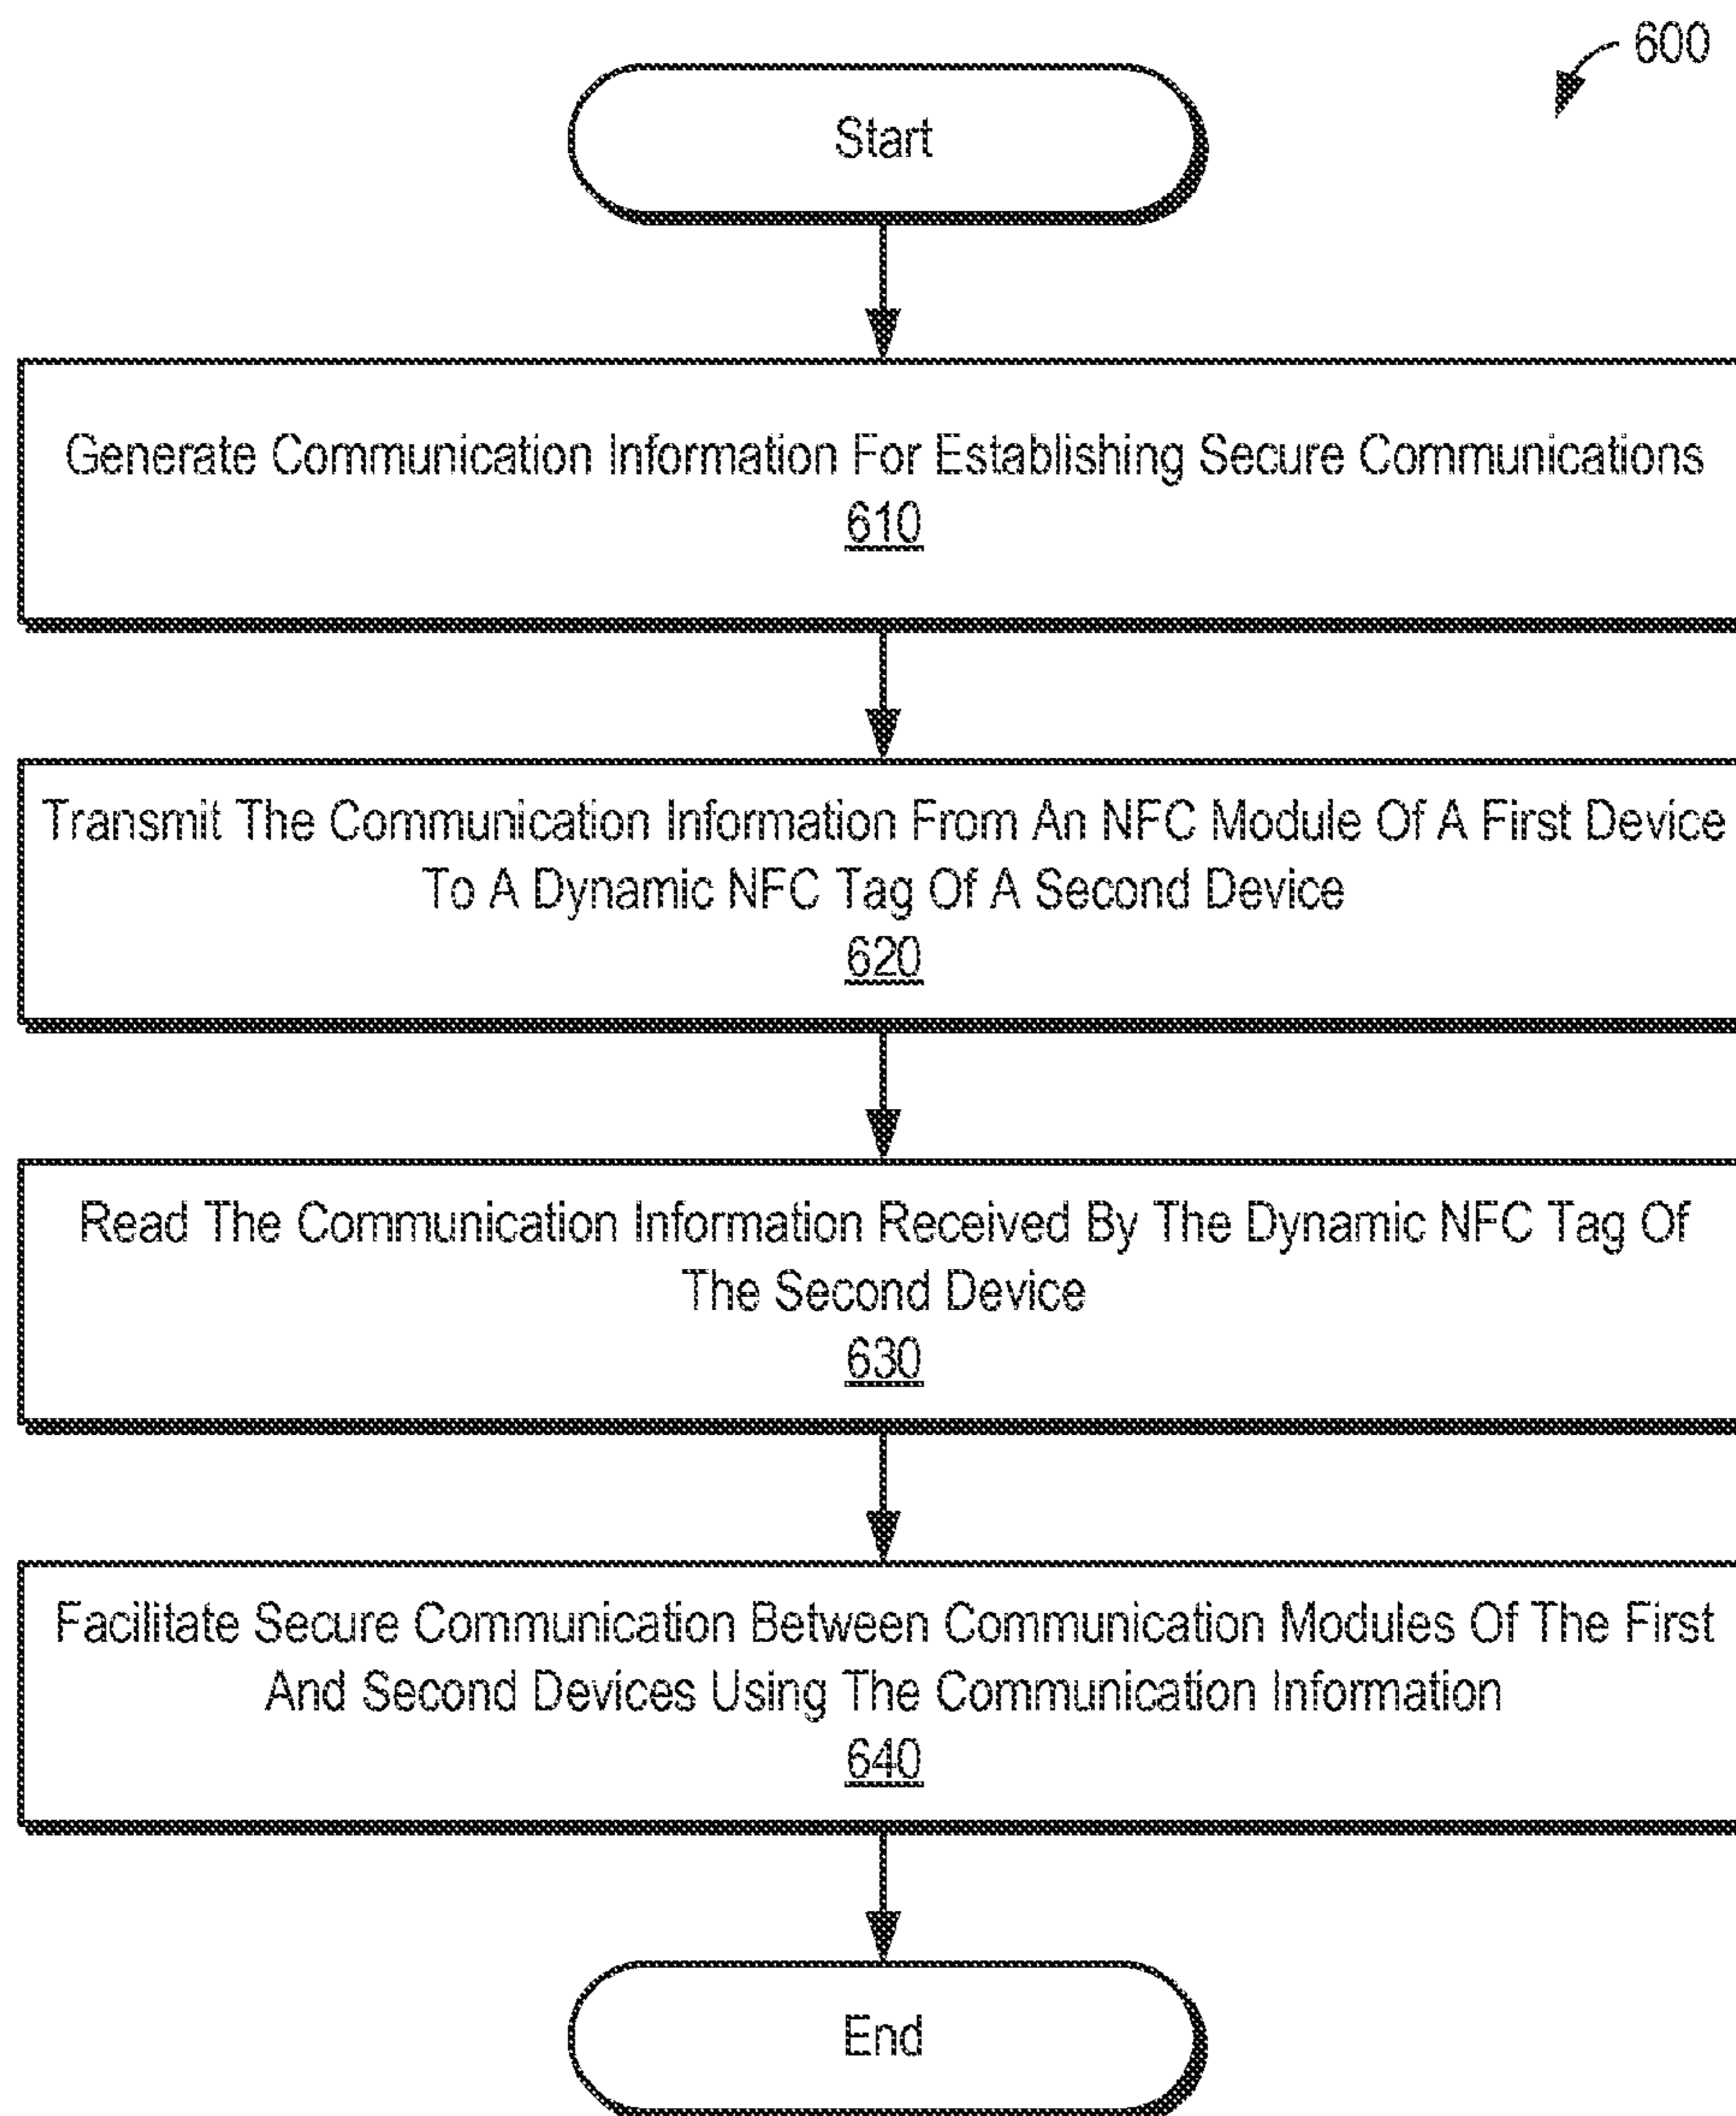 600
Start
Generate Communication Information For Establishing Secure Communications
610
Transmit The Communication Information From An NFC Module Of A First Device
To A Dynamic NFC Tag Of A Second Device
620
Read The Communication Information Received By The Dynamic NFC Tag Of
The Second Device
630
Facilitate Secure Communication Between Communication Modules Of The First
And Second Devices Using The Communication Information
640
End